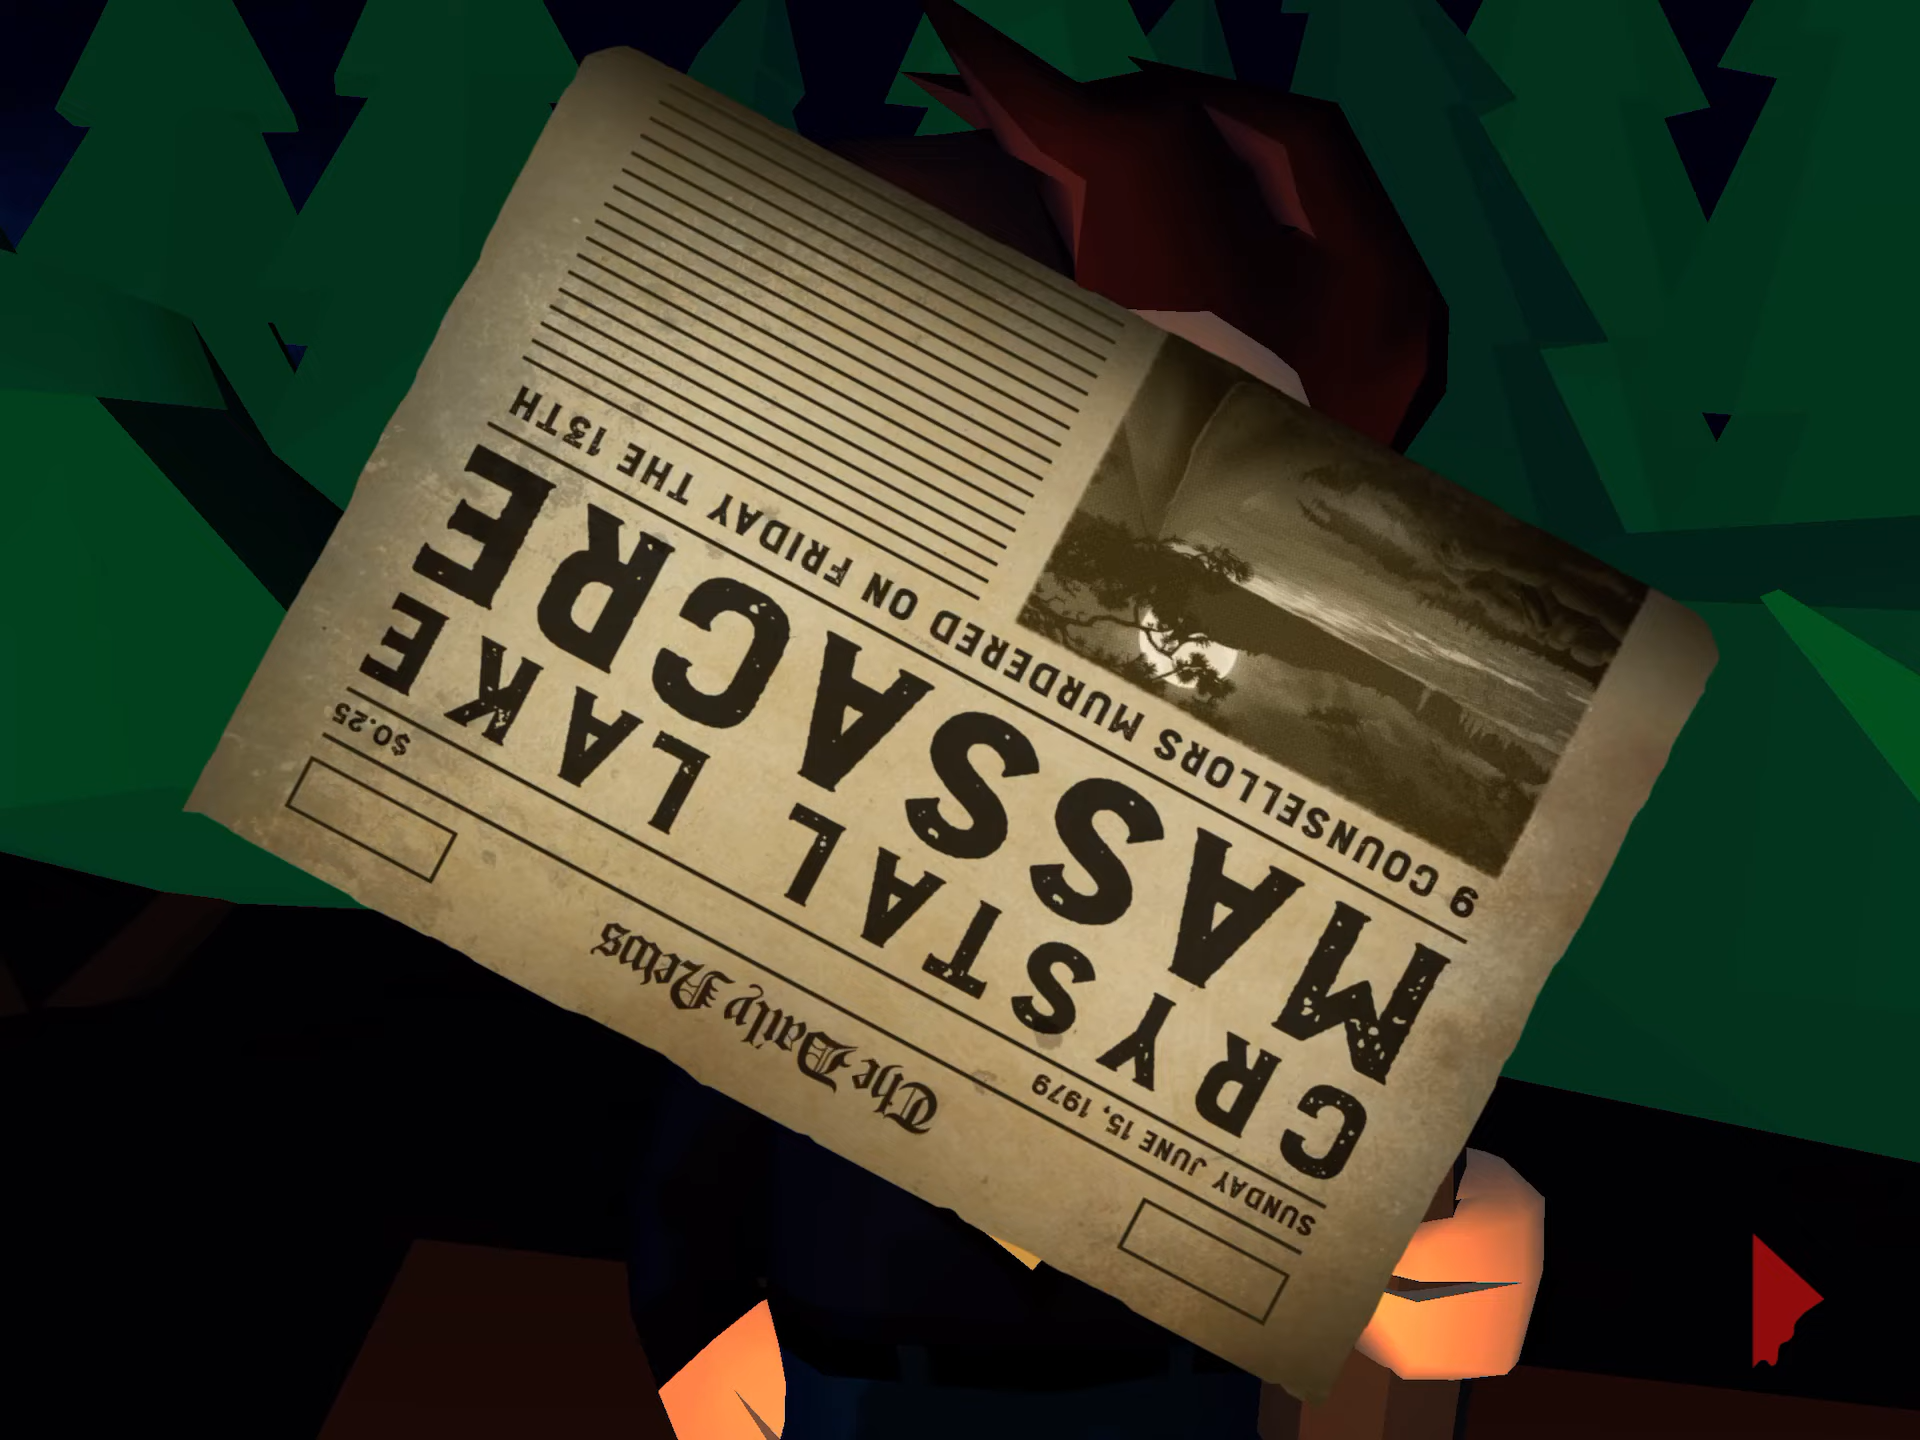 The Daily News
SUNDAY JUNE 15, 1979
$0.25
CRYSTAL LAKE
MASSACRE
9 COUNSELLORS MURDERED ON FRIDAY THE 13TH